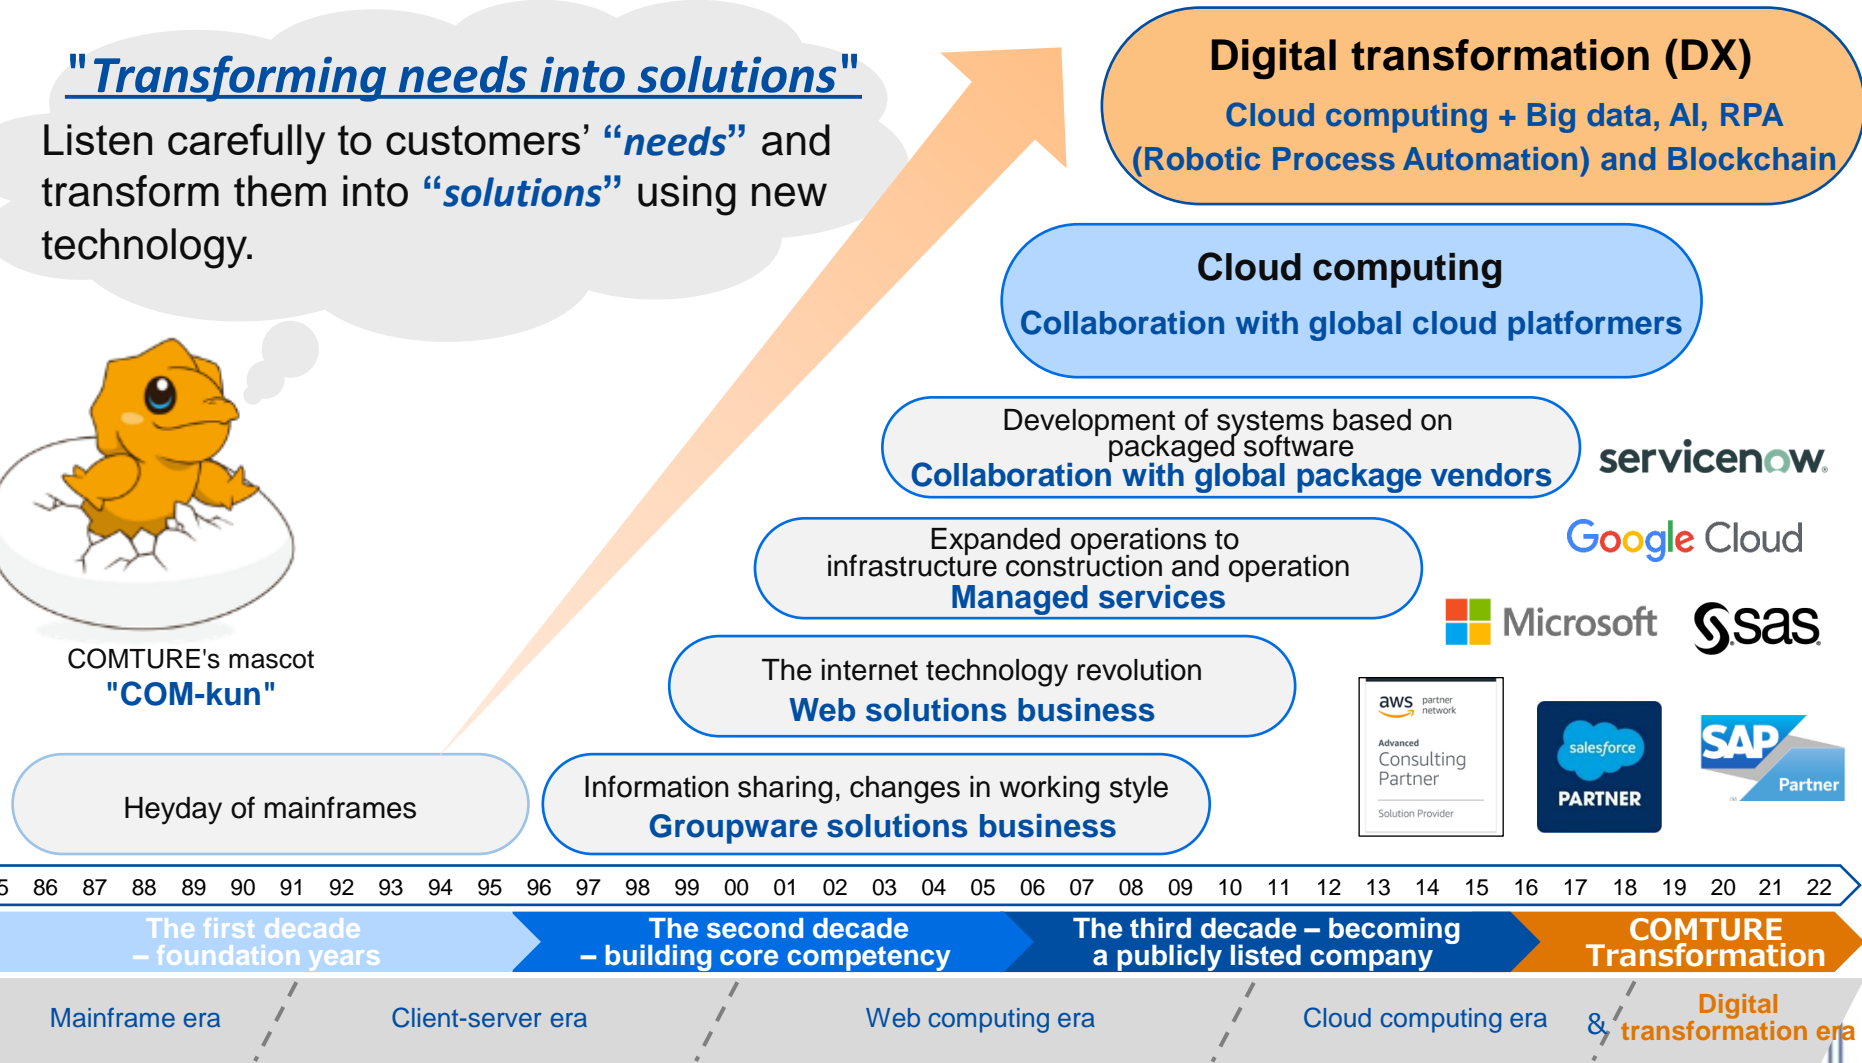 "Transforming needs into solutions"
Listen carefully to customers’ “needs” and
transform them into “solutions” using new
technology.
COMTURE's mascot
"COM-kun"
Digital transformation (DX)
Cloud computing + Big data, AI, RPA
(Robotic Process Automation) and Blockchain
Cloud computing
Collaboration with global cloud platformers
Development of systems based on
packaged software
Collaboration with global package vendors
servicenow
Expanded operations to
infrastructure construction and operation
Managed services
Google Cloud
Microsoft
sas
The internet technology revolution
Web solutions business
aws partner
network
Advanced
Consulting
Partner
Solution Provider
salesforce
PARTNER
SAP
Partner
Heyday of mainframes
Information sharing, changes in working style
Groupware solutions business
86 87 88 89 90 91 92 93 94 95 96 97 98 99 00 01 02 03 04 05 06 07 08 09 10 11 12 13 14 15 16 17 18 19 20 21 22
The first decade
– foundation years
The second decade
– building core competency
The third decade – becoming
a publicly listed company
COMTURE
Transformation
Mainframe era
Client-server era
Web computing era
Cloud computing era
&
Digital
transformation era